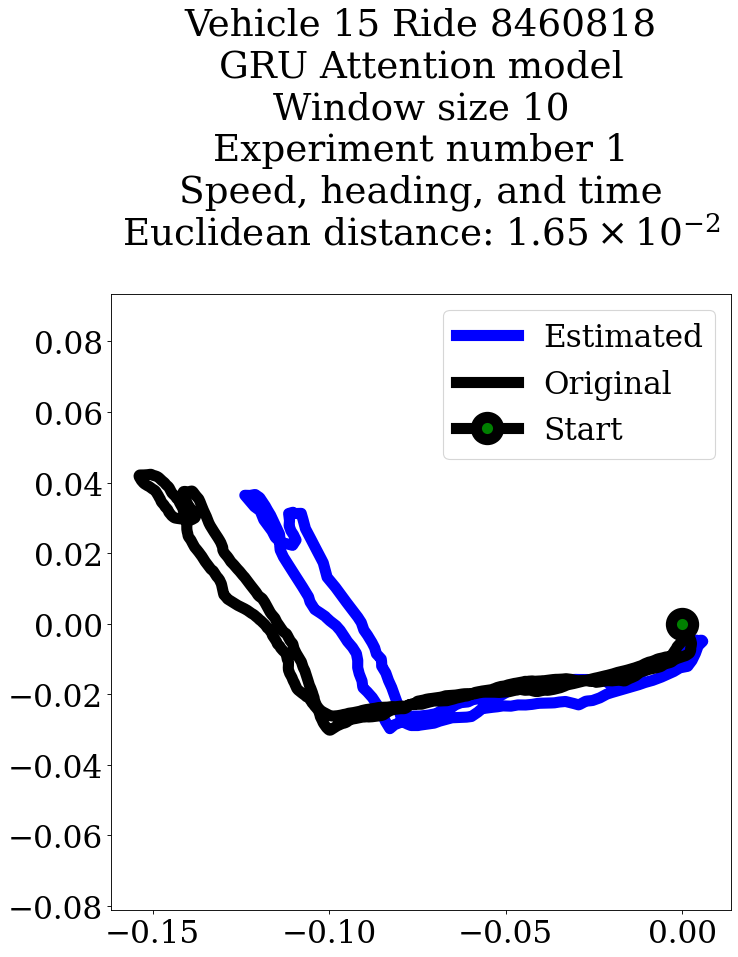 Vehicle 15 Ride 8460818
GRU Attention model
Window size 10
Experiment number 1
Speed, heading, and time
Euclidean distance: 1.65 × 10⁻²
Estimated
Original
Start
0.08
0.06
0.04
0.02
0.00
−0.02
−0.04
−0.06
−0.08
−0.15 −0.10 −0.05 0.00